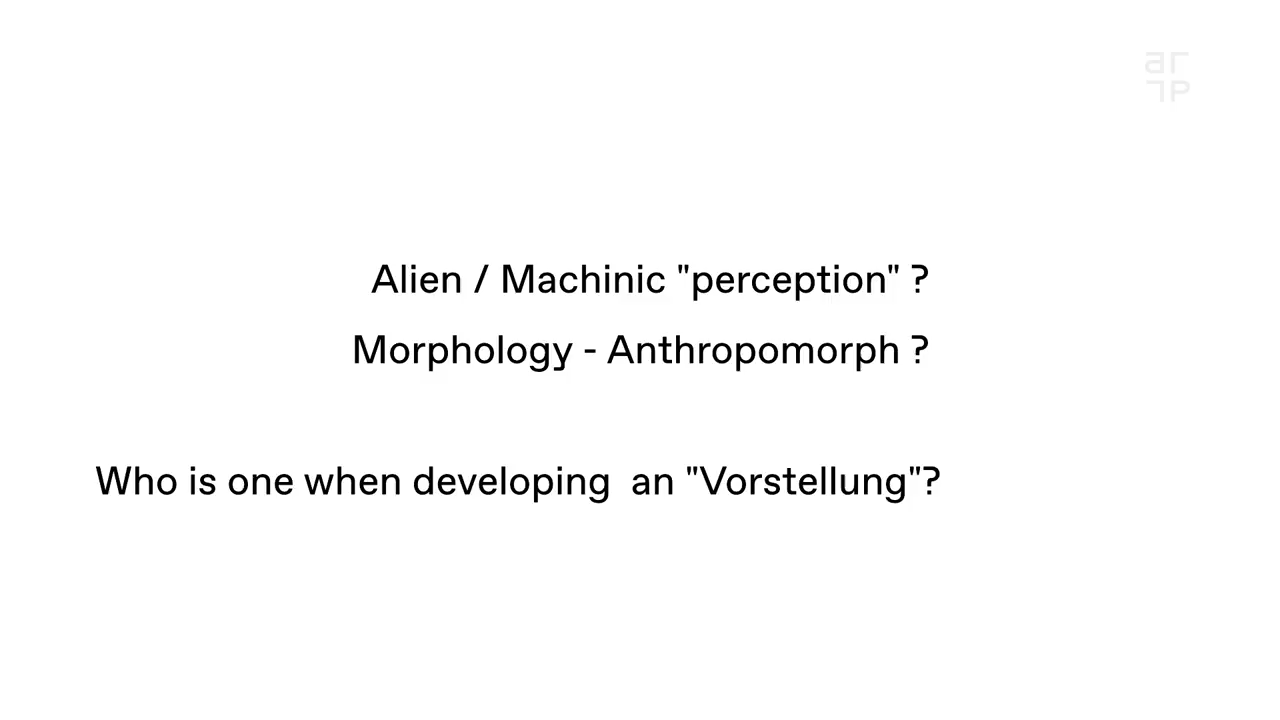 Alien / Machinic "perception" ?
Morphology - Anthropomorph ?
Who is one when developing  an "Vorstellung"?